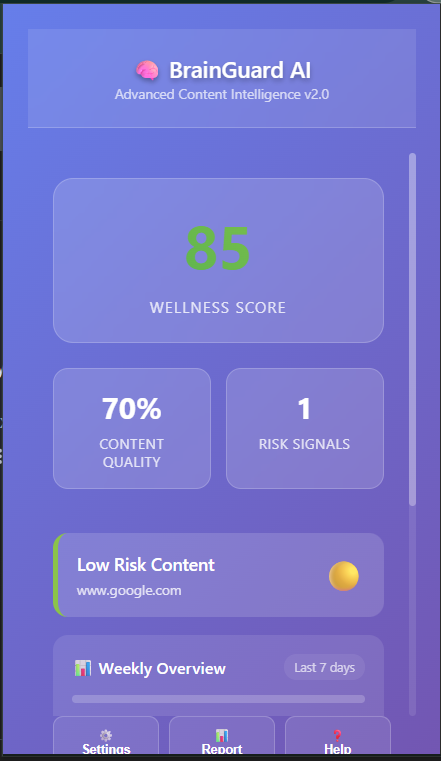 BrainGuard AI
Advanced Content Intelligence v2.0
85
WELLNESS SCORE
70%
CONTENT
QUALITY
1
RISK SIGNALS
Low Risk Content
www.google.com
Weekly Overview
Last 7 days
Settings
Report
Help